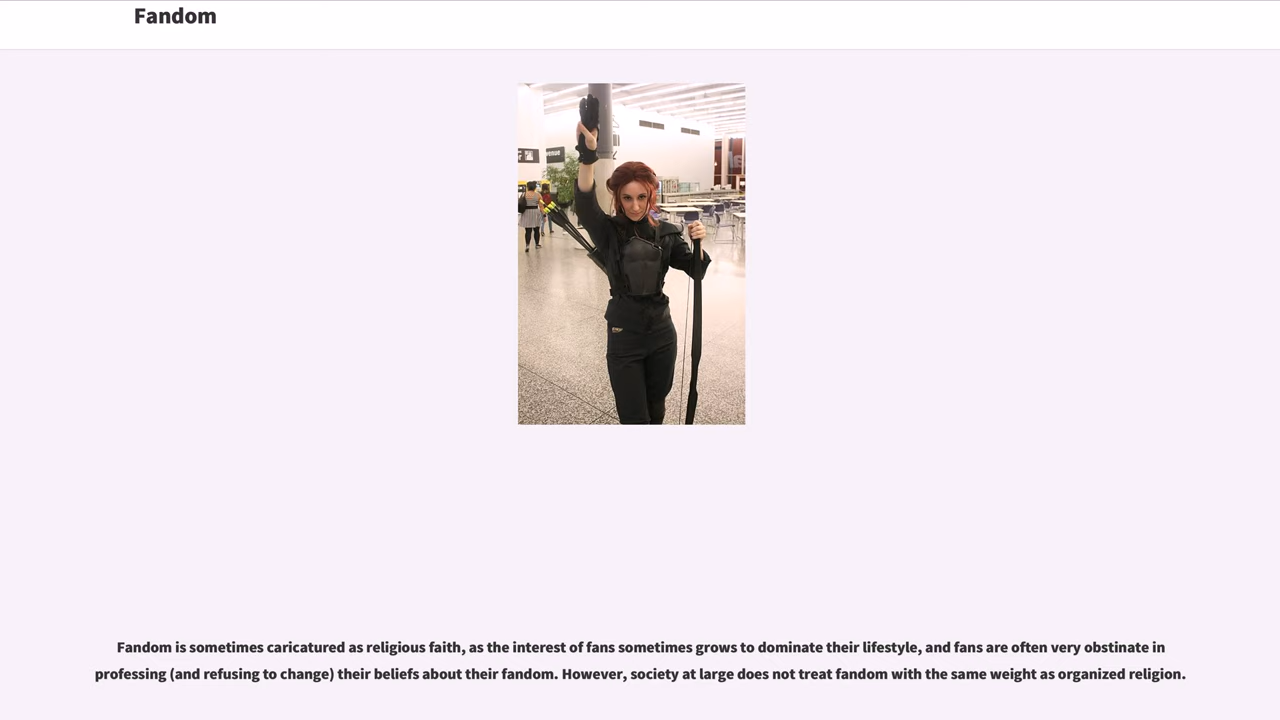 Fandom
Fandom is sometimes caricatured as religious faith, as the interest of fans sometimes grows to dominate their lifestyle, and fans are often very obstinate in
professing (and refusing to change) their beliefs about their fandom. However, society at large does not treat fandom with the same weight as organized religion.